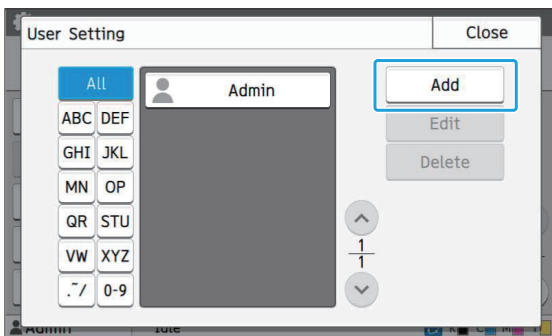 User Setting
Close
All
Admin
Add
ABC DEF
Edit
GHI JKL
Delete
MN OP
QR STU
1
1
VW XYZ
.~/ 0-9
Admin
Idle